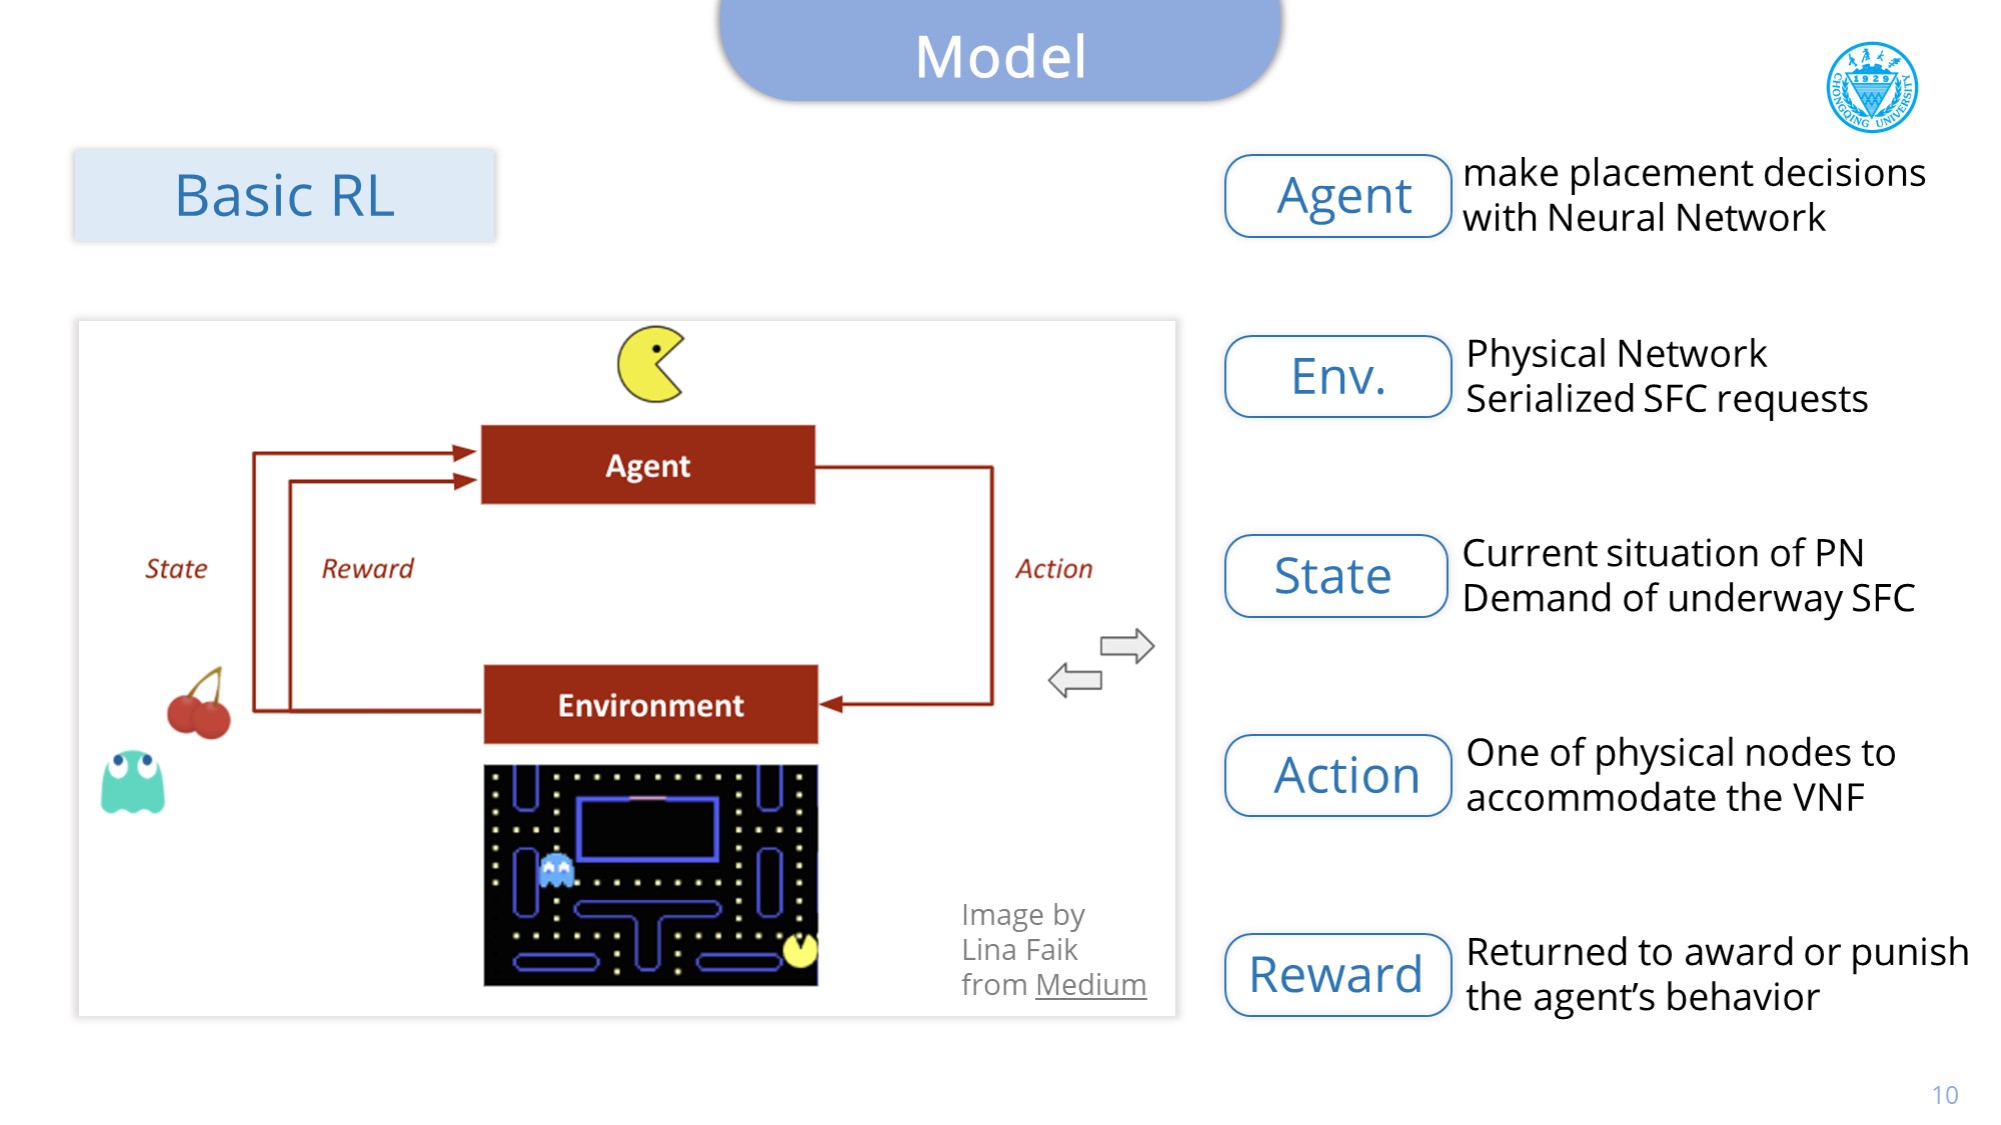 Model
1929
CHONGQING UNIVERSITY
Basic RL
Agent
make placement decisions
with Neural Network
Env.
Physical Network
Serialized SFC requests
State
Current situation of PN
Demand of underway SFC
Action
One of physical nodes to
accommodate the VNF
Reward
Returned to award or punish
the agent’s behavior
Agent
State
Reward
Action
Environment
Image by
Lina Faik
from Medium
10